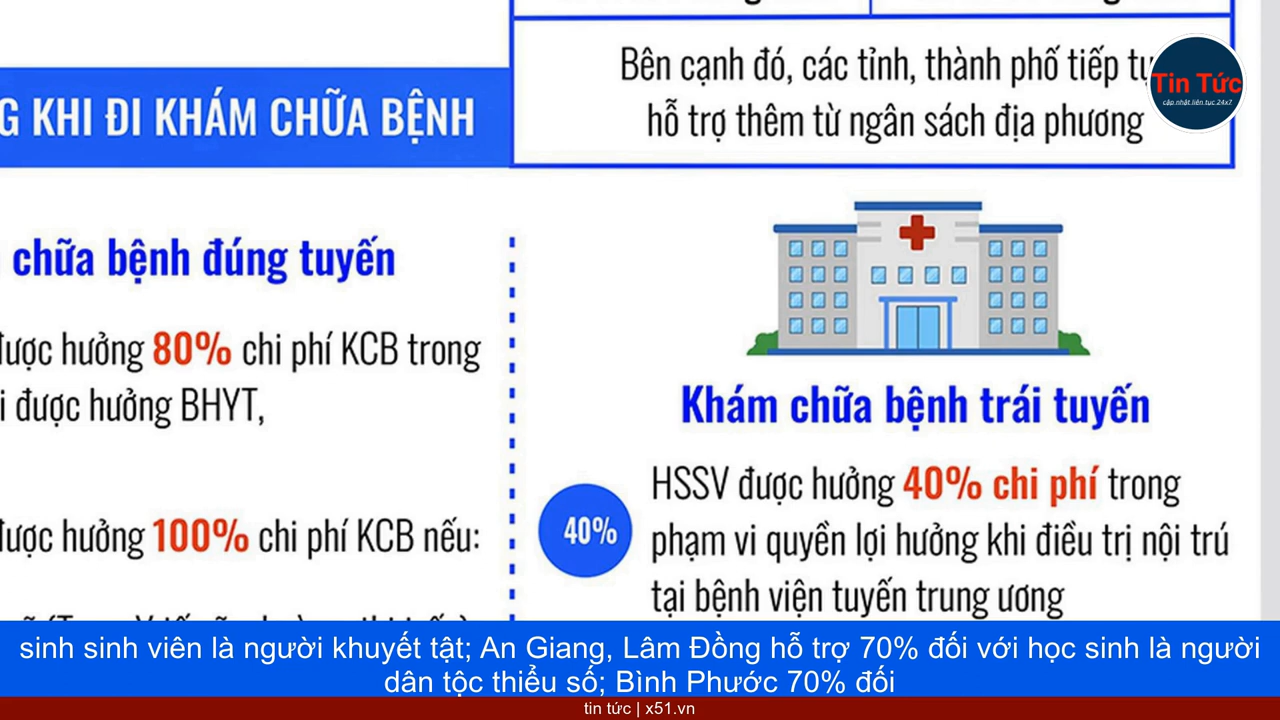 Bên cạnh đó, các tỉnh, thành phố tiếp
hỗ trợ thêm từ ngân sách địa phương
Tin Tức
cập nhật liên tục 24x7
KHI ĐI KHÁM CHỮA BỆNH
chữa bệnh đúng tuyến
được hưởng 80% chi phí KCB trong
được hưởng BHYT,
được hưởng 100% chi phí KCB nếu:
Khám chữa bệnh trái tuyến
40%
HSSV được hưởng 40% chi phí trong
phạm vi quyền lợi hưởng khi điều trị nội trú
tại bệnh viện tuyến trung ương
sinh sinh viên là người khuyết tật; An Giang, Lâm Đồng hỗ trợ 70% đối với học sinh là người
dân tộc thiểu số; Bình Phước 70% đối
tin tức | x51.vn